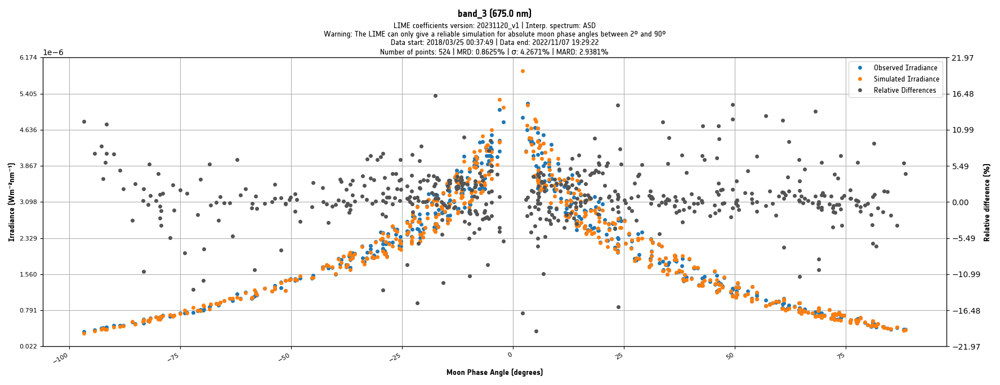 band_3 (675.0 nm)
LIME coefficients version: 20231120_v1 | Interp. spectrum: ASD
Warning: The LIME can only give a reliable simulation for absolute moon phase angles between 2º and 90º
Data start: 2018/03/25 00:37:49 | Data end: 2022/11/07 19:29:22
Number of points: 524 | MRD: 0.8625% | σ: 4.2671% | MARD: 2.9381%
1e−6
6.174
5.405
4.636
3.867
3.098
2.329
1.560
0.791
0.022
Irradiance (Wm⁻²nm⁻¹)
Observed Irradiance
Simulated Irradiance
Relative Differences
21.97
16.48
10.99
5.49
0.00
−5.49
−10.99
−16.48
−21.97
Relative difference (%)
−100
−75
−50
−25
0
25
50
75
Moon Phase Angle (degrees)